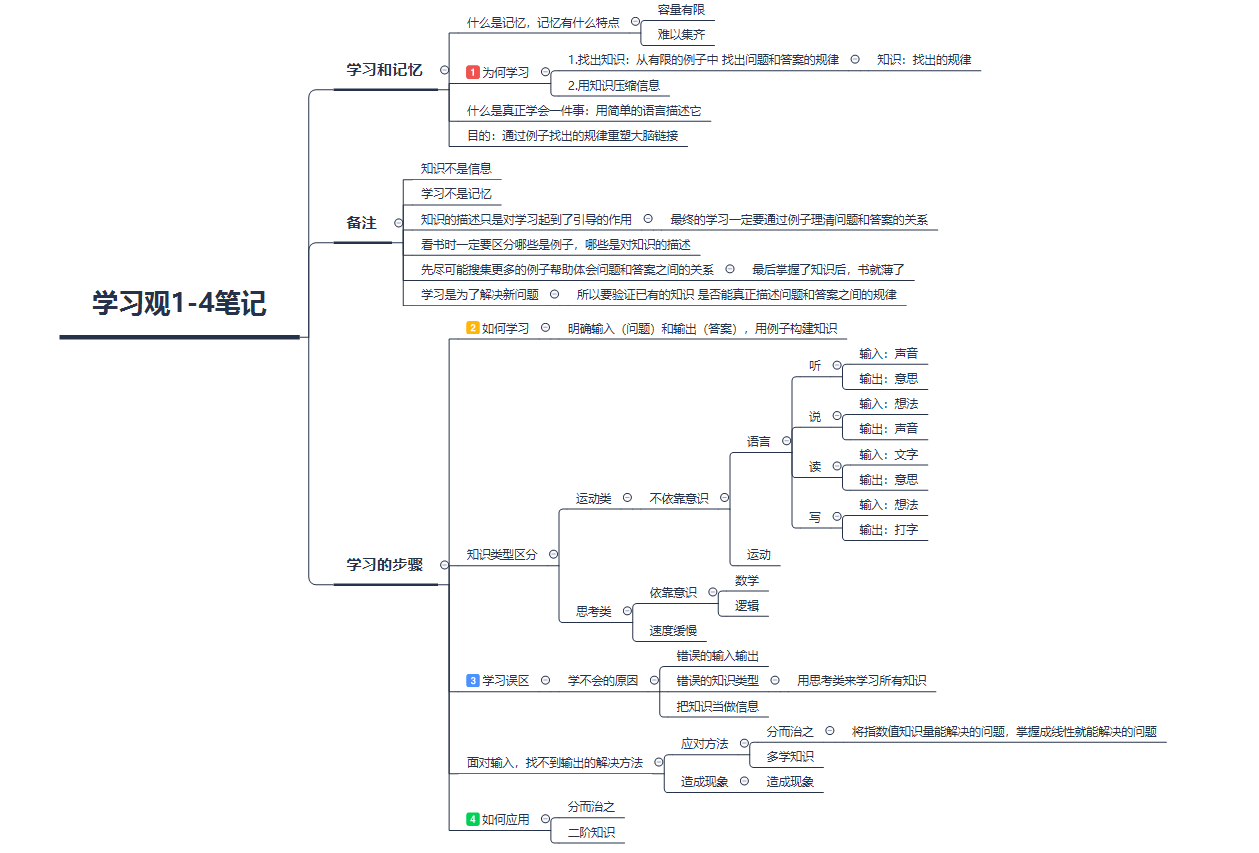 学习观1-4笔记
学习和记忆
什么是记忆，记忆有什么特点
容量有限
难以集齐
1 为何学习
1.找出知识：从有限的例子中 找出问题和答案的规律
知识：找出的规律
2.用知识压缩信息
什么是真正学会一件事：用简单的语言描述它
目的：通过例子找出的规律重塑大脑链接
备注
知识不是信息
学习不是记忆
知识的描述只是对学习起到了引导的作用
最终的学习一定要通过例子理清问题和答案的关系
看书时一定要区分哪些是例子，哪些是对知识的描述
先尽可能搜集更多的例子帮助体会问题和答案之间的关系
最后掌握了知识后，书就薄了
学习是为了解决新问题
所以要验证已有的知识 是否能真正描述问题和答案之间的规律
学习的步骤
2 如何学习
明确输入（问题）和输出（答案），用例子构建知识
知识类型区分
运动类
不依靠意识
语言
听
输入：声音
输出：意思
说
输入：想法
输出：声音
读
输入：文字
输出：意思
写
输入：想法
输出：打字
运动
思考类
依靠意识
数学
逻辑
速度缓慢
3 学习误区
学不会的原因
错误的输入输出
错误的知识类型
用思考类来学习所有知识
把知识当做信息
面对输入，找不到输出的解决方法
应对方法
分而治之
将指数值知识量能解决的问题，掌握成线性就能解决的问题
多学知识
造成现象
造成现象
4 如何应用
分而治之
二阶知识